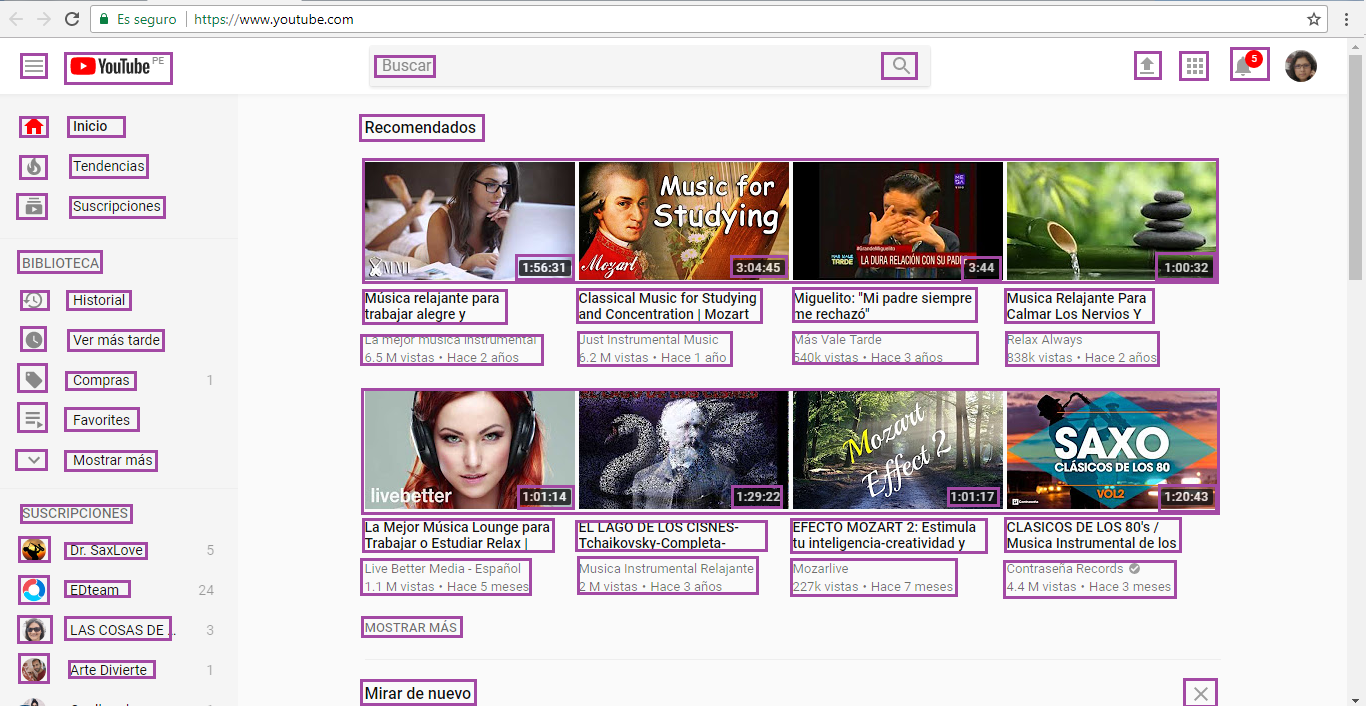 Es seguro https://www.youtube.com
YouTube PE
Buscar
5
Inicio
Tendencias
Suscripciones
BIBLIOTECA
Historial
Ver más tarde
Compras 1
Favorites
Mostrar más
SUSCRIPCIONES
Dr. SaxLove 5
EDteam 24
LAS COSAS DE ... 3
Arte Divierte 1
Recomendados
MMI
1:56:31
Music for
Studying
Mozart
3:04:45
MEGA
#GrandeMiguelito
MÁS VALE
TARDE
LA DURA RELACIÓN CON SU PADRE
3:44
1:00:32
Música relajante para
trabajar alegre y
La mejor música instrumental
6.5 M vistas • Hace 2 años
Classical Music for Studying
and Concentration | Mozart
Just Instrumental Music
6.2 M vistas • Hace 1 año
Miguelito: "Mi padre siempre
me rechazó"
Más Vale Tarde
540k vistas • Hace 3 años
Musica Relajante Para
Calmar Los Nervios Y
Relax Always
838k vistas • Hace 2 años
livebetter
1:01:14
1:29:22
Mozart
Effect 2
1:01:17
SAXO
CLÁSICOS DE LOS 80
VOL2
1:20:43
La Mejor Música Lounge para
Trabajar o Estudiar Relax |
Live Better Media - Español
1.1 M vistas • Hace 5 meses
EL LAGO DE LOS CISNES-
Tchaikovsky-Completa-
Musica Instrumental Relajante
2 M vistas • Hace 3 años
EFECTO MOZART 2: Estimula
tu inteligencia-creatividad y
Mozarlive
227k vistas • Hace 7 meses
CLASICOS DE LOS 80's /
Musica Instrumental de los
Contraseña Records
4.4 M vistas • Hace 3 meses
MOSTRAR MÁS
Mirar de nuevo